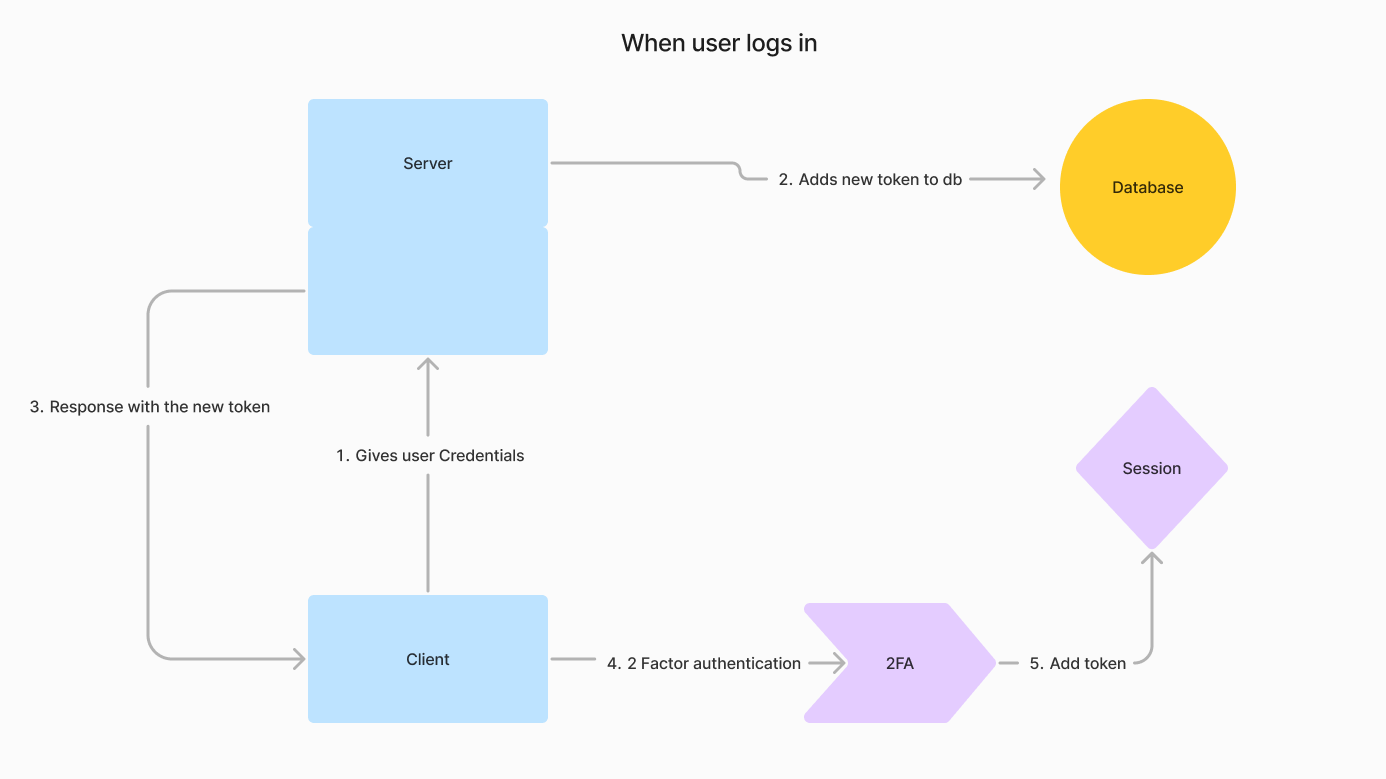 When user logs in
Server
2. Adds new token to db
Database
3. Response with the new token
1. Gives user Credentials
Session
Client
4. 2 Factor authentication
2FA
5. Add token